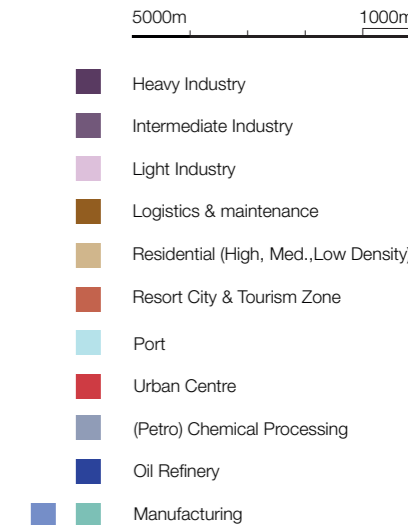 5000m 1000m
Heavy Industry
Intermediate Industry
Light Industry
Logistics & maintenance
Residential (High, Med.,Low Density)
Resort City & Tourism Zone
Port
Urban Centre
(Petro) Chemical Processing
Oil Refinery
Manufacturing